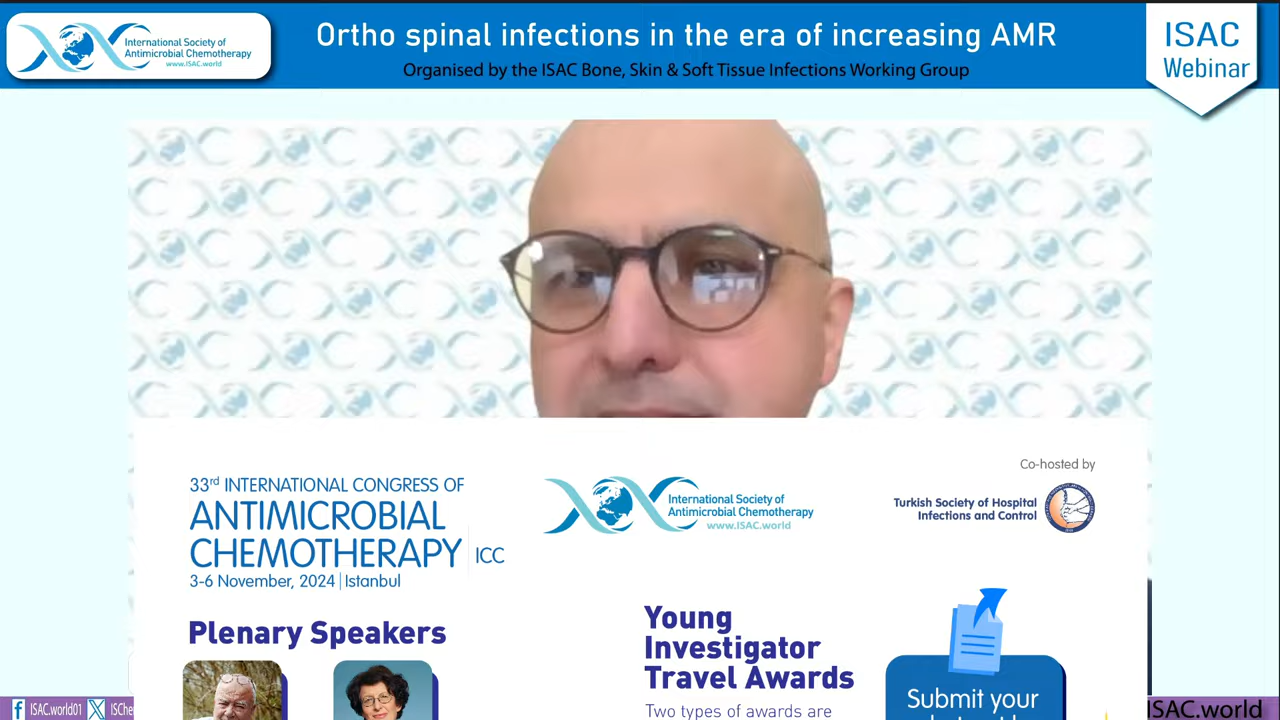 International Society of
Antimicrobial Chemotherapy
www.ISAC.world
Ortho spinal infections in the era of increasing AMR
Organised by the ISAC Bone, Skin & Soft Tissue Infections Working Group
ISAC
Webinar
33rd INTERNATIONAL CONGRESS OF
ANTIMICROBIAL
CHEMOTHERAPY | ICC
3-6 November, 2024 | Istanbul
International Society of
Antimicrobial Chemotherapy
www.ISAC.world
Co-hosted by
Turkish Society of Hospital
Infections and Control
Plenary Speakers
Young
Investigator
Travel Awards
Two types of awards are
Submit your
ISAC.world01
ISAC.world